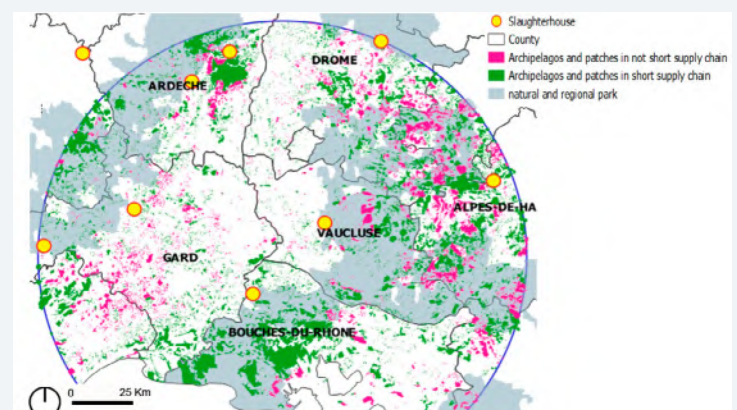 Slaughterhouse
County
Archipelagos and patches in not short supply chain
Archipelagos and patches in short supply chain
natural and regional park
DROME
ARDECHE
ALPES-DE-HA
VAUCLUSE
GARD
BOUCHES-DU-RHONE
0 25 Km